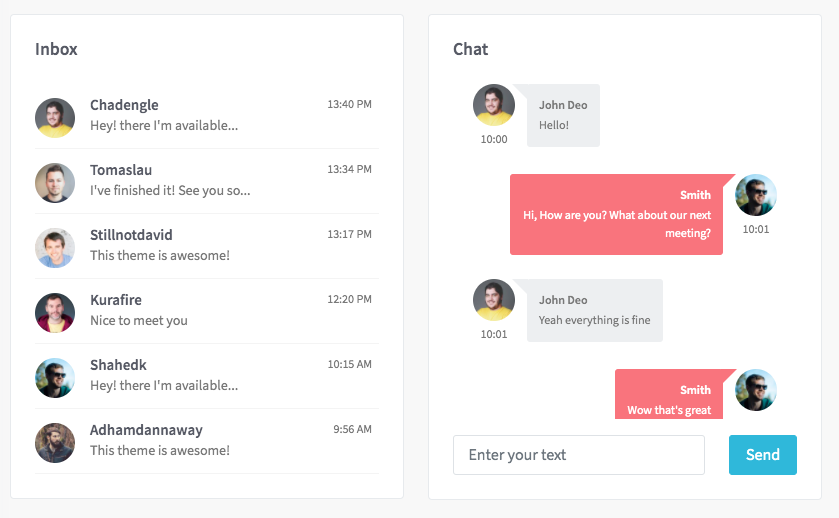 Inbox
Chadengle 13:40 PM
Hey! there I'm available...
Tomaslau 13:34 PM
I've finished it! See you so...
Stillnotdavid 13:17 PM
This theme is awesome!
Kurafire 12:20 PM
Nice to meet you
Shahedk 10:15 AM
Hey! there I'm available...
Adhamdannaway 9:56 AM
This theme is awesome!
Chat
John Deo
Hello!
10:00
Smith
Hi, How are you? What about our next
meeting?
10:01
John Deo
Yeah everything is fine
10:01
Smith
Wow that's great
Enter your text
Send